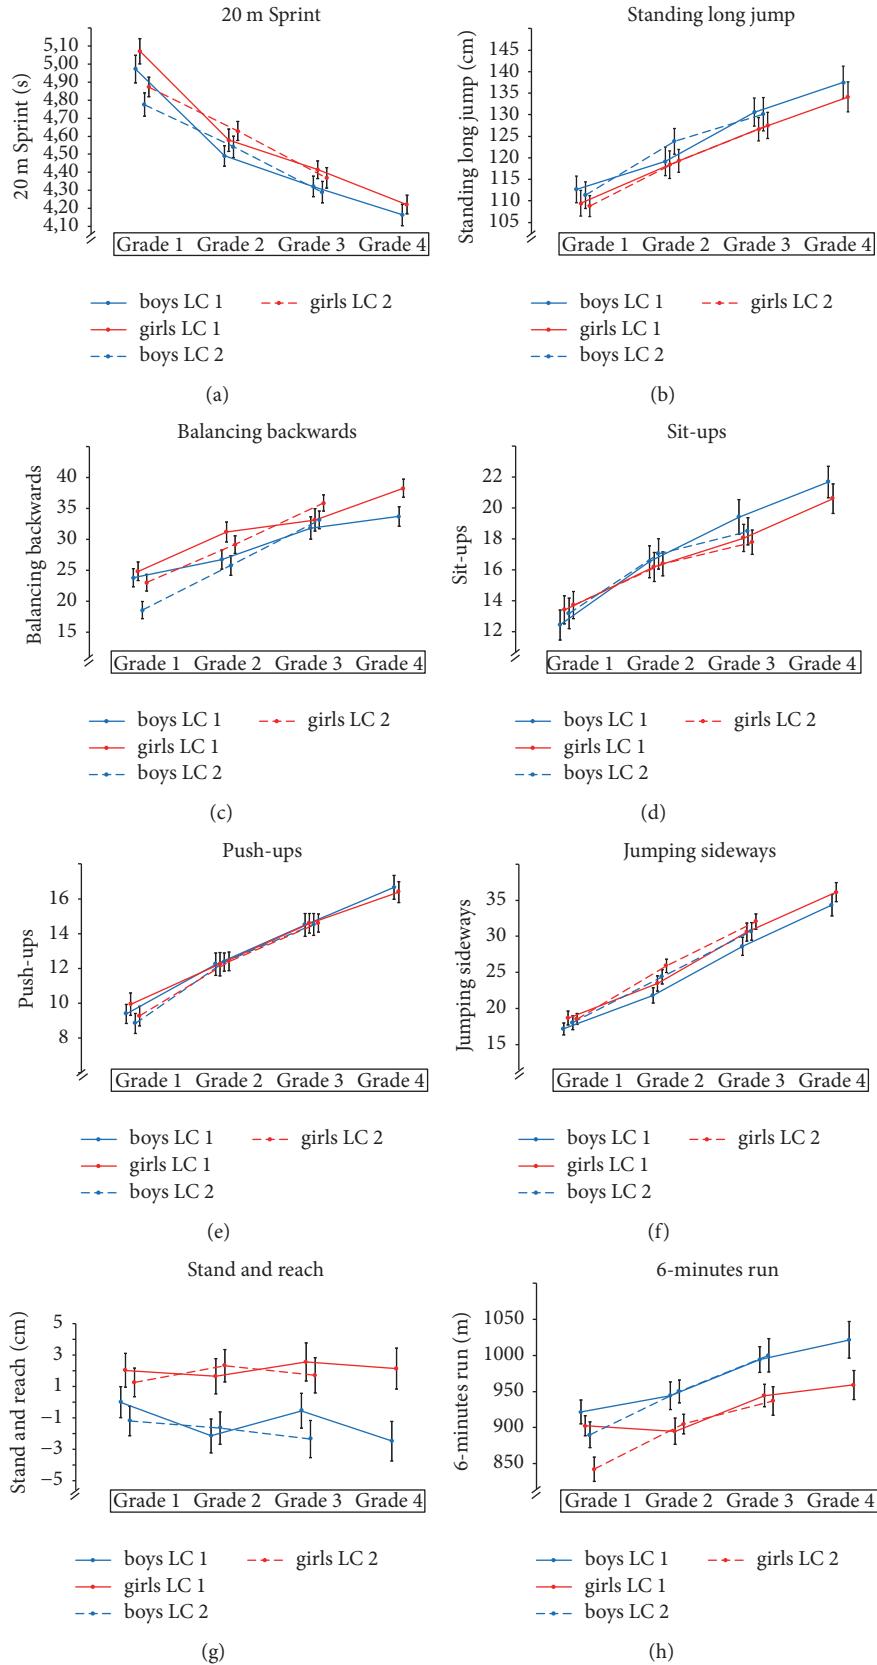 20 m Sprint
20 m Sprint (s)
5,10
5,00
4,90
4,80
4,70
4,60
4,50
4,40
4,30
4,20
4,10
Grade 1 Grade 2 Grade 3 Grade 4
boys LC 1 girls LC 2
girls LC 1
boys LC 2
(a)
Standing long jump
Standing long jump (cm)
145
140
135
130
125
120
115
110
105
Grade 1 Grade 2 Grade 3 Grade 4
boys LC 1 girls LC 2
girls LC 1
boys LC 2
(b)
Balancing backwards
Balancing backwards
40
35
30
25
20
15
Grade 1 Grade 2 Grade 3 Grade 4
boys LC 1 girls LC 2
girls LC 1
boys LC 2
(c)
Sit-ups
Sit-ups
22
20
18
16
14
12
Grade 1 Grade 2 Grade 3 Grade 4
boys LC 1 girls LC 2
girls LC 1
boys LC 2
(d)
Push-ups
Push-ups
16
14
12
10
8
Grade 1 Grade 2 Grade 3 Grade 4
boys LC 1 girls LC 2
girls LC 1
boys LC 2
(e)
Jumping sideways
Jumping sideways
35
30
25
20
15
Grade 1 Grade 2 Grade 3 Grade 4
boys LC 1 girls LC 2
girls LC 1
boys LC 2
(f)
Stand and reach
Stand and reach (cm)
5
3
1
−1
−3
−5
Grade 1 Grade 2 Grade 3 Grade 4
boys LC 1 girls LC 2
girls LC 1
boys LC 2
(g)
6-minutes run
6-minutes run (m)
1050
1000
950
900
850
Grade 1 Grade 2 Grade 3 Grade 4
boys LC 1 girls LC 2
girls LC 1
boys LC 2
(h)